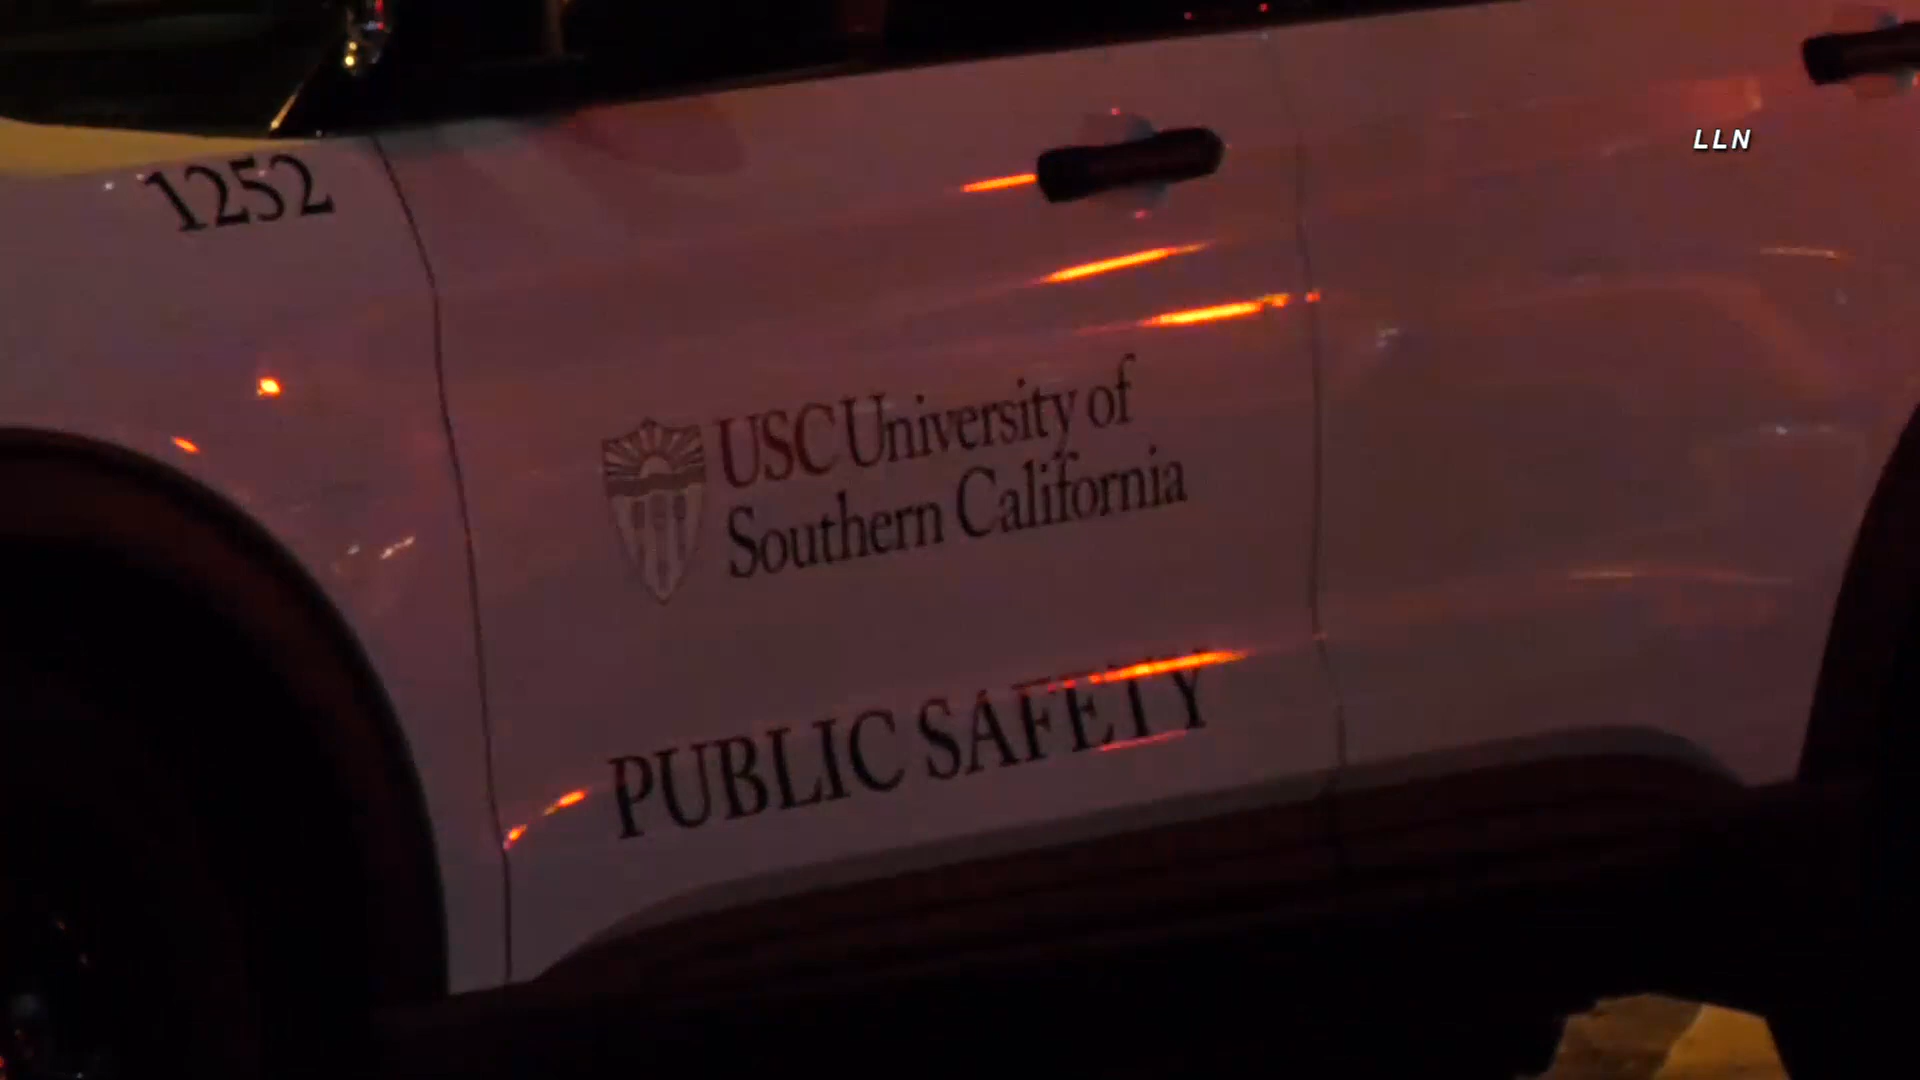 LLN
1252
USC University of
Southern California
PUBLIC SAFETY